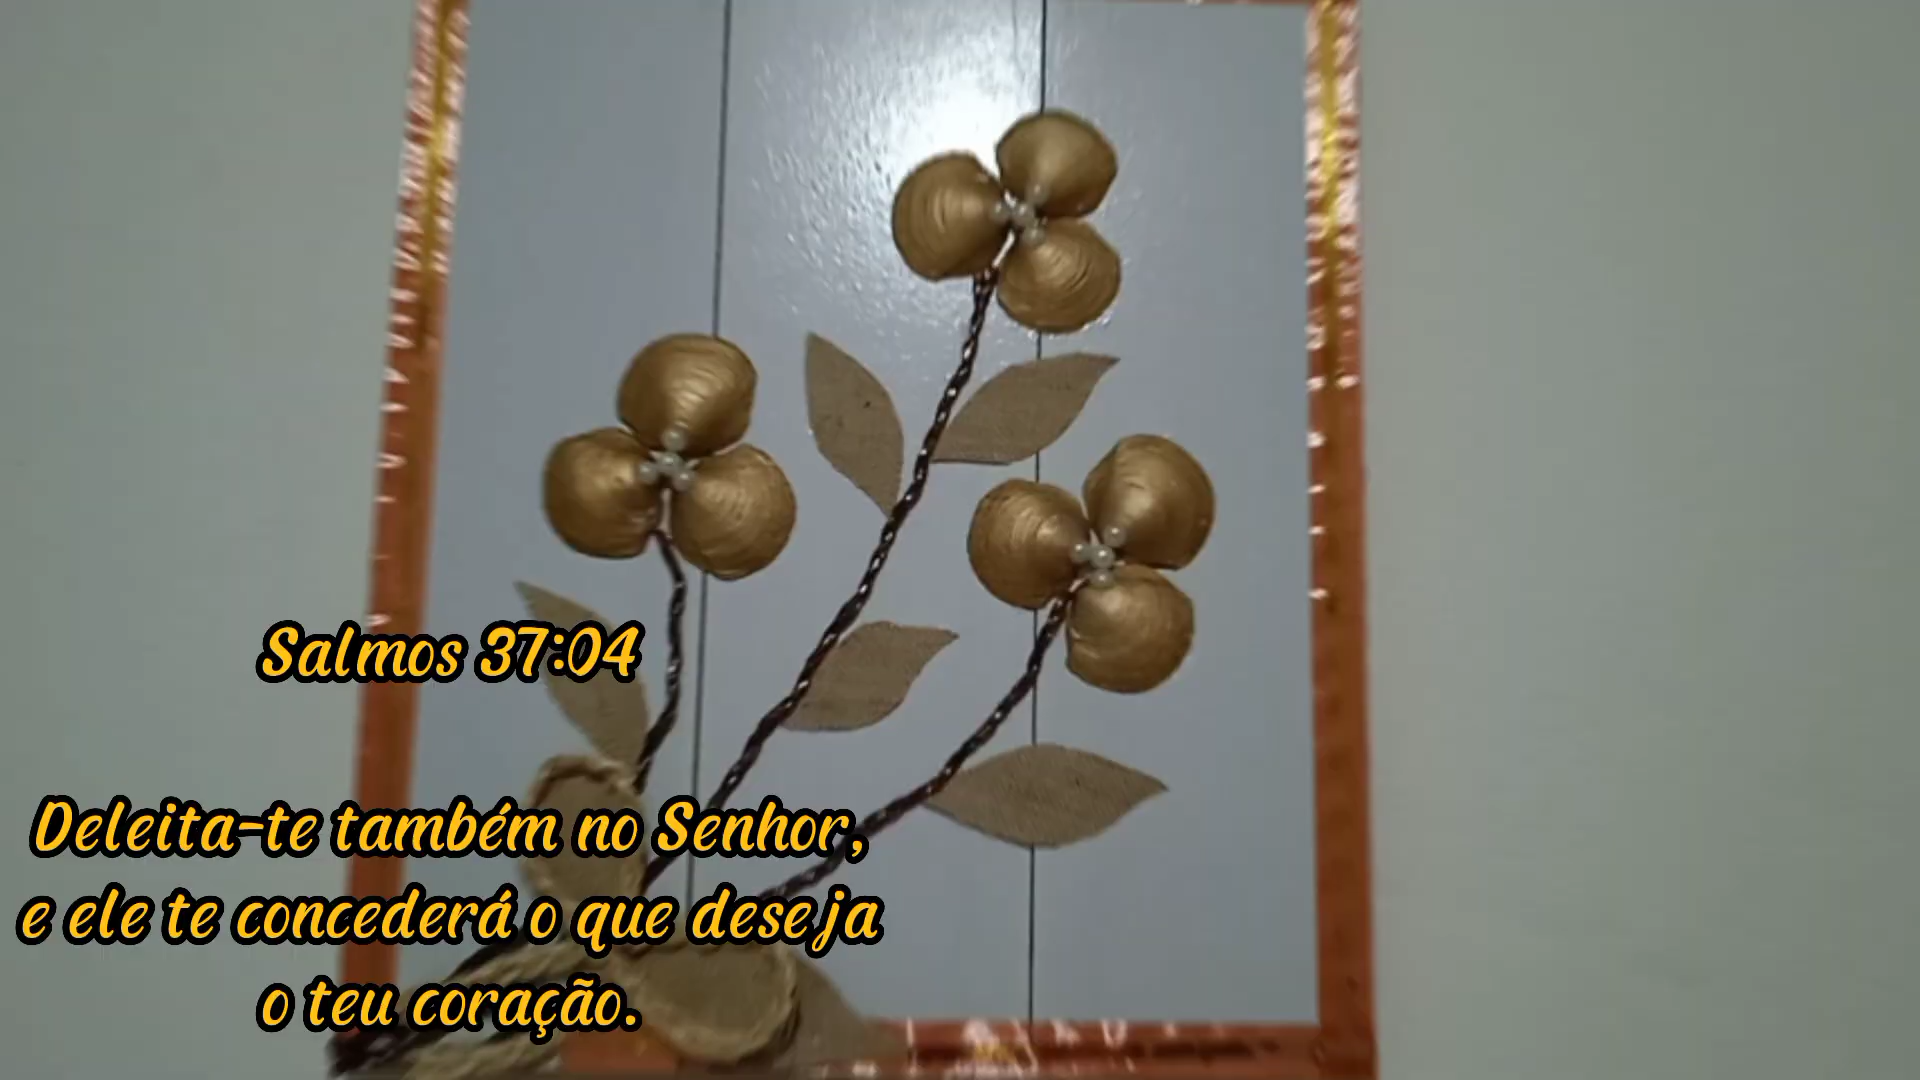 Salmos 37:04
Deleita-te também no Senhor,
e ele te concederá o que deseja
o teu coração.